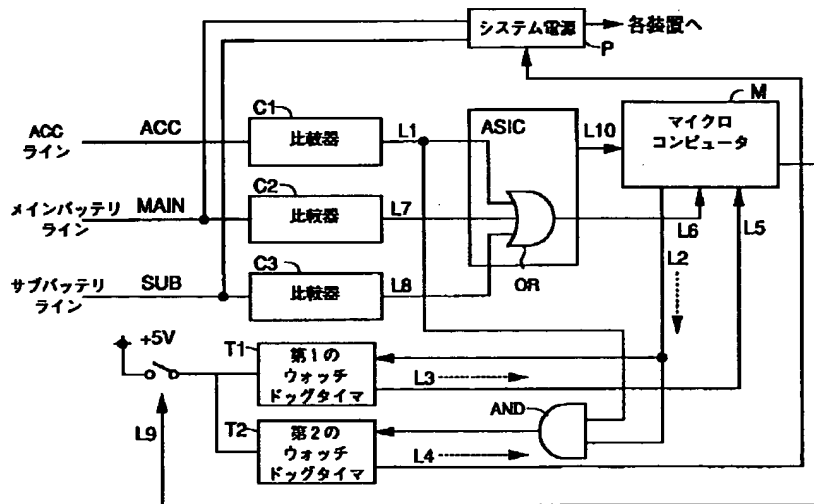 システム電源
各装置へ
P
M
C1
ACC
ライン
ACC
比較器
L1
ASIC
L10
マイクロ
コンピュータ
C2
メインバッテリ
ライン
MAIN
比較器
L7
L6
L5
OR
L2
C3
サブバッテリ
ライン
SUB
比較器
L8
+5V
T1
第1の
ウォッチ
ドッグタイマ
L3
AND
L9
T2
第2の
ウォッチ
ドッグタイマ
L4